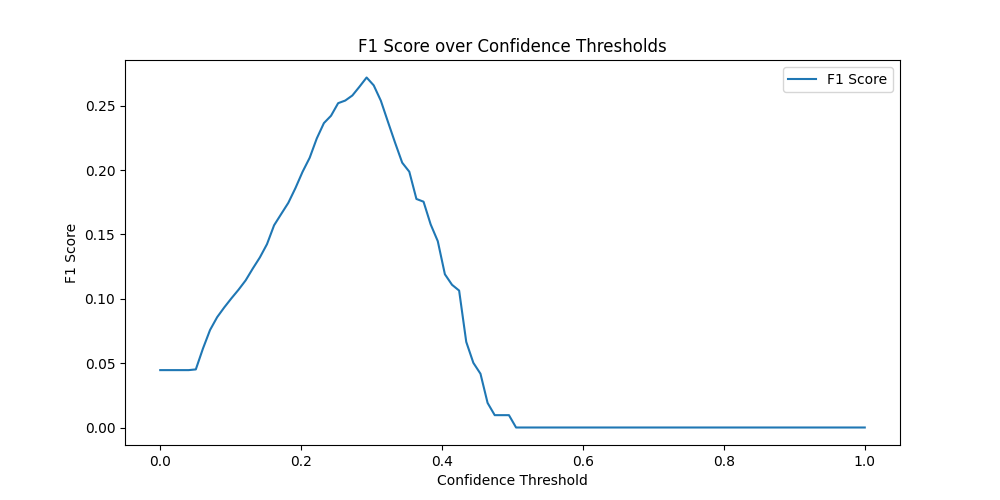 F1 Score over Confidence Thresholds
F1 Score
0.25
0.20
0.15
0.10
0.05
0.00
F1 Score
0.0 0.2 0.4 0.6 0.8 1.0
Confidence Threshold